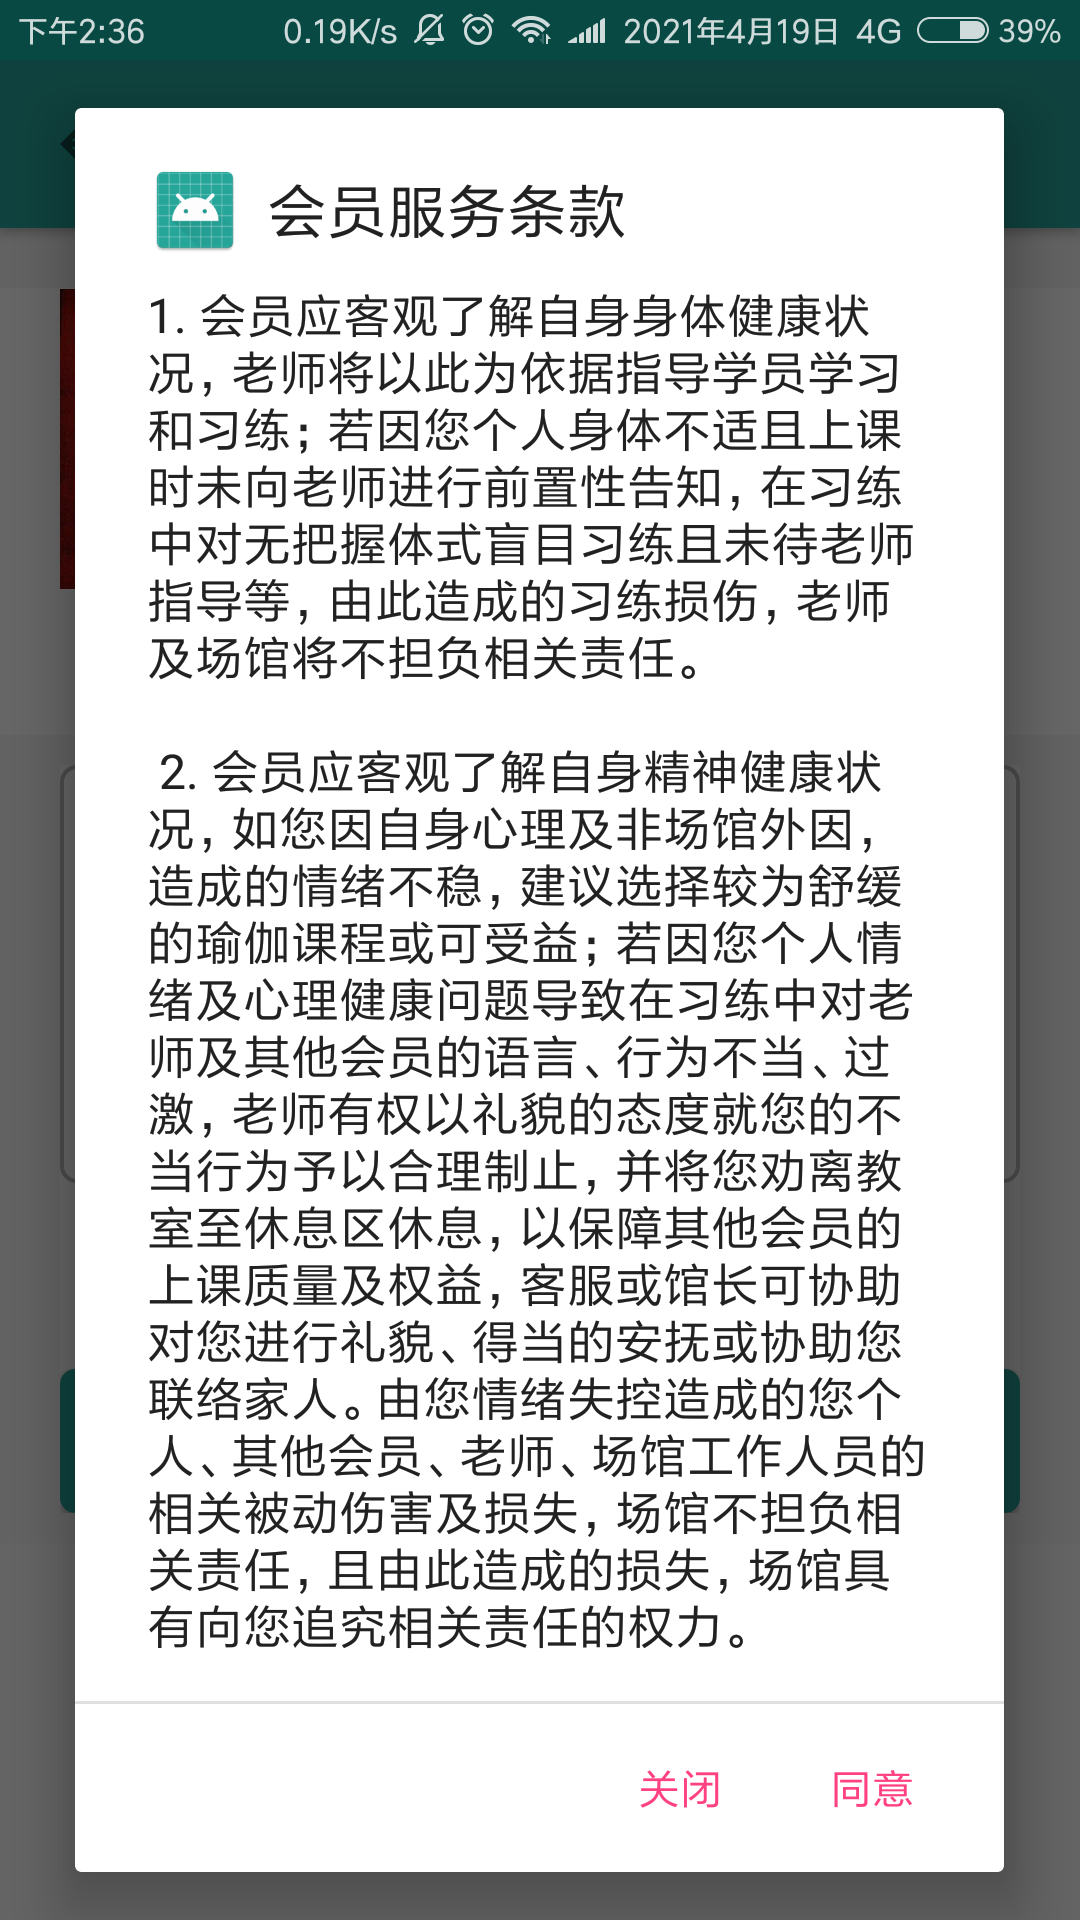 下午2:36 0.19K/s 2021年4月19日 4G 39%
会员服务条款
1. 会员应客观了解自身身体健康状
况，老师将以此为依据指导学员学习
和习练；若因您个人身体不适且上课
时未向老师进行前置性告知，在习练
中对无把握体式盲目习练且未待老师
指导等，由此造成的习练损伤，老师
及场馆将不担负相关责任。
2. 会员应客观了解自身精神健康状
况，如您因自身心理及非场馆外因，
造成的情绪不稳，建议选择较为舒缓
的瑜伽课程或可受益；若因您个人情
绪及心理健康问题导致在习练中对老
师及其他会员的语言、行为不当、过
激，老师有权以礼貌的态度就您的不
当行为予以合理制止，并将您劝离教
室至休息区休息，以保障其他会员的
上课质量及权益，客服或馆长可协助
对您进行礼貌、得当的安抚或协助您
联络家人。由您情绪失控造成的您个
人、其他会员、老师、场馆工作人员的
相关被动伤害及损失，场馆不担负相
关责任，且由此造成的损失，场馆具
有向您追究相关责任的权力。
关闭 同意